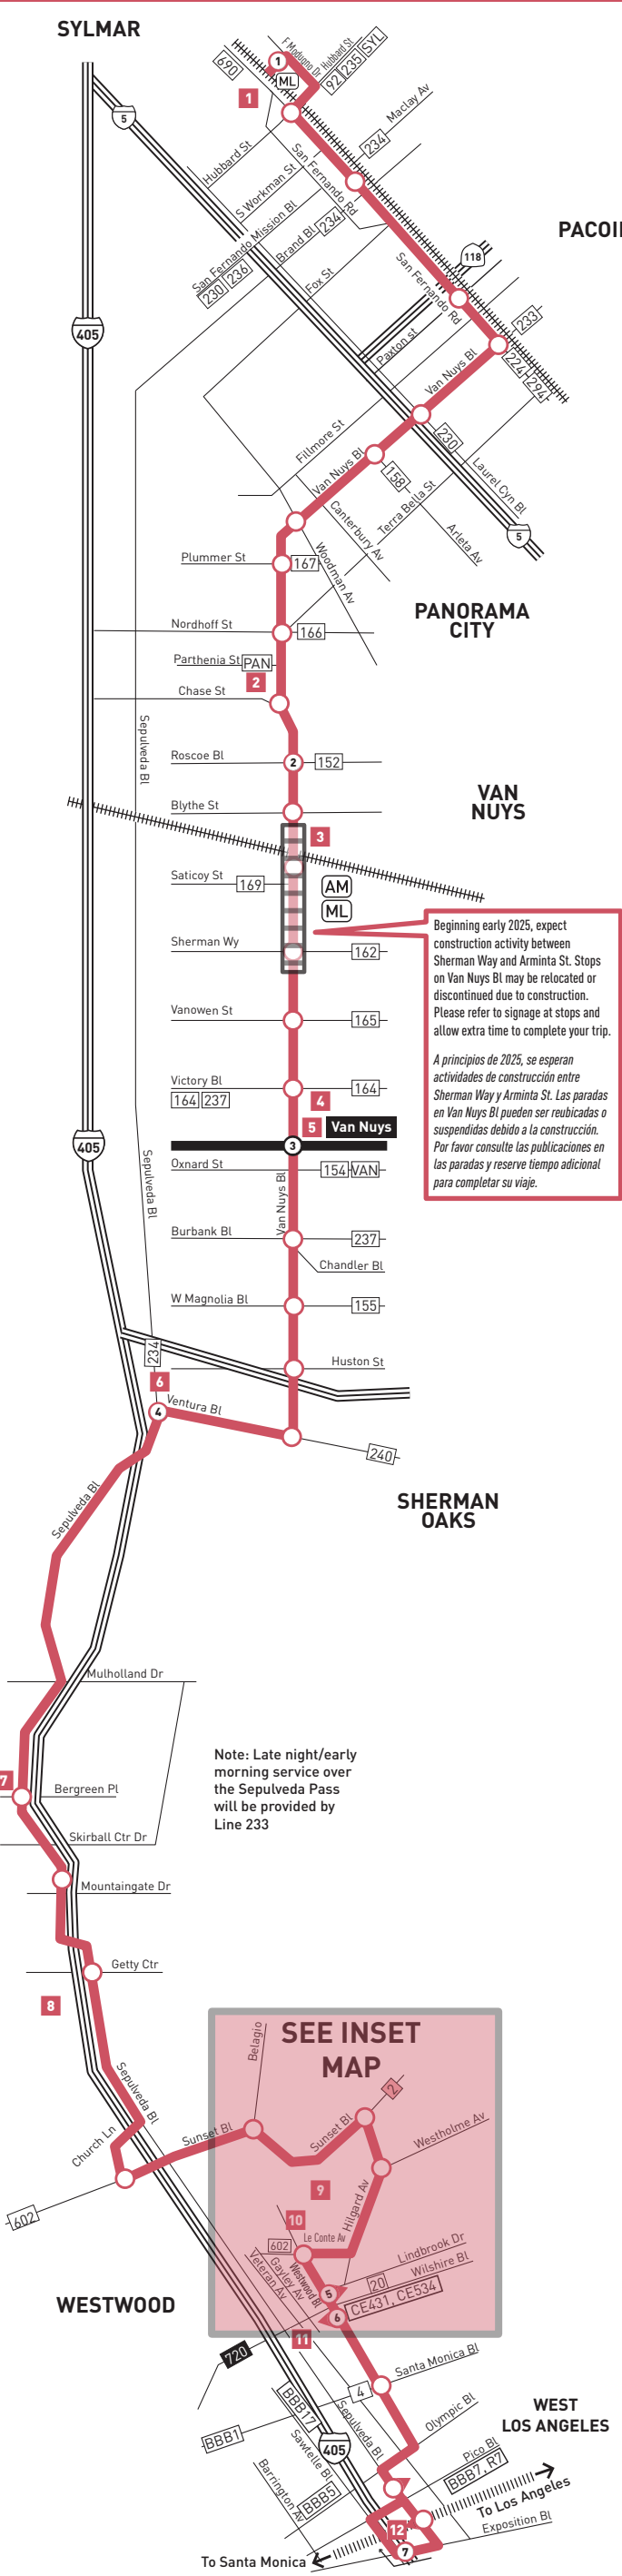 SYLMAR
F Moduono Dr
Hubbard St
92 235 SYL
690
1
ML
1
5
Maclay Av
234
Hubbard St
San Fernando Rd
S Workman St
San Fernando Mission Bl
230 236
Brand Bl
234
Fox St
118
San Fernando Rd
Paxton st
233
224 294
Van Nuys Bl
230
Laurel Cyn Bl
Fillmore St
Van Nuys Bl
158
Terra Bella St
Canterbury Av
Arleta Av
5
Woodman Av
405
Plummer St
167
PANORAMA
CITY
Nordhoff St
166
Parthenia St
PAN
2
Chase St
Sepulveda Bl
Roscoe Bl
2
152
VAN
NUYS
Blythe St
3
Saticoy St
169
AM
ML
Sherman Wy
162
Beginning early 2025, expect
construction activity between
Sherman Way and Arminta St. Stops
on Van Nuys Bl may be relocated or
discontinued due to construction.
Please refer to signage at stops and
allow extra time to complete your trip.
A principios de 2025, se esperan
actividades de construcción entre
Sherman Way y Arminta St. Las paradas
en Van Nuys Bl pueden ser reubicadas o
suspendidas debido a la construcción.
Por favor consulte las publicaciones en
las paradas y reserve tiempo adicional
para completar su viaje.
Vanowen St
165
Victory Bl
164 237
164
4
5
Van Nuys
3
405
Oxnard St
154 VAN
Sepulveda Bl
Van Nuys Bl
Burbank Bl
237
Chandler Bl
W Magnolia Bl
155
234
Huston St
6
4
Ventura Bl
240
SHERMAN
OAKS
Sepulveda Bl
Mulholland Dr
Note: Late night/early
morning service over
the Sepulveda Pass
will be provided by
Line 233
7
Bergreen Pl
Skirball Ctr Dr
Mountaingate Dr
Getty Ctr
8
SEE INSET
MAP
Belagio
2
Sepulveda Bl
Church Ln
Sunset Bl
Sunset Bl
Westholme Av
602
9
Hilgard Av
10
Le Conte Av
602
Lindbrook Dr
Wilshire Bl
Westwood Bl
Gayley Av
Veteran Av
5
20
6
CE431, CE534
WESTWOOD
11
720
Santa Monica Bl
4
BBB17
BBB1
Olympic Bl
WEST
LOS ANGELES
Sepulveda Bl
405
Sawtelle Bl
Pico Bl
BBB7, R7
Barrington Av
BBB5
To Los Angeles
Exposition Bl
12
7
To Santa Monica